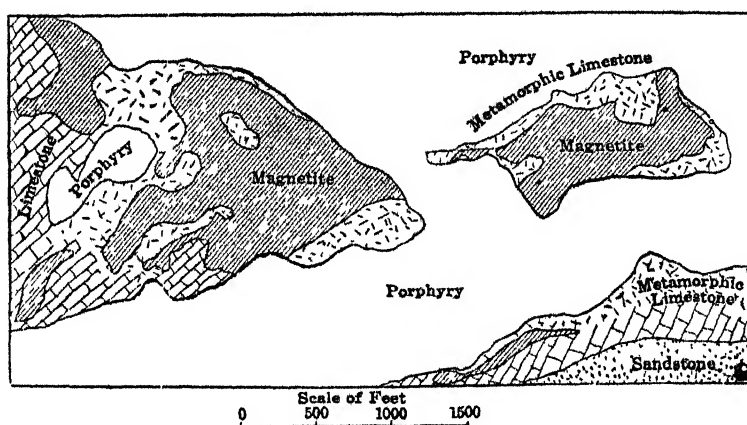 Porphyry
Metamorphic Limestone
Limestone
Porphyry
Magnetite
Magnetite
Porphyry
Metamorphic
Limestone
Sandstone
Scale of Feet
0 500 1000 1500